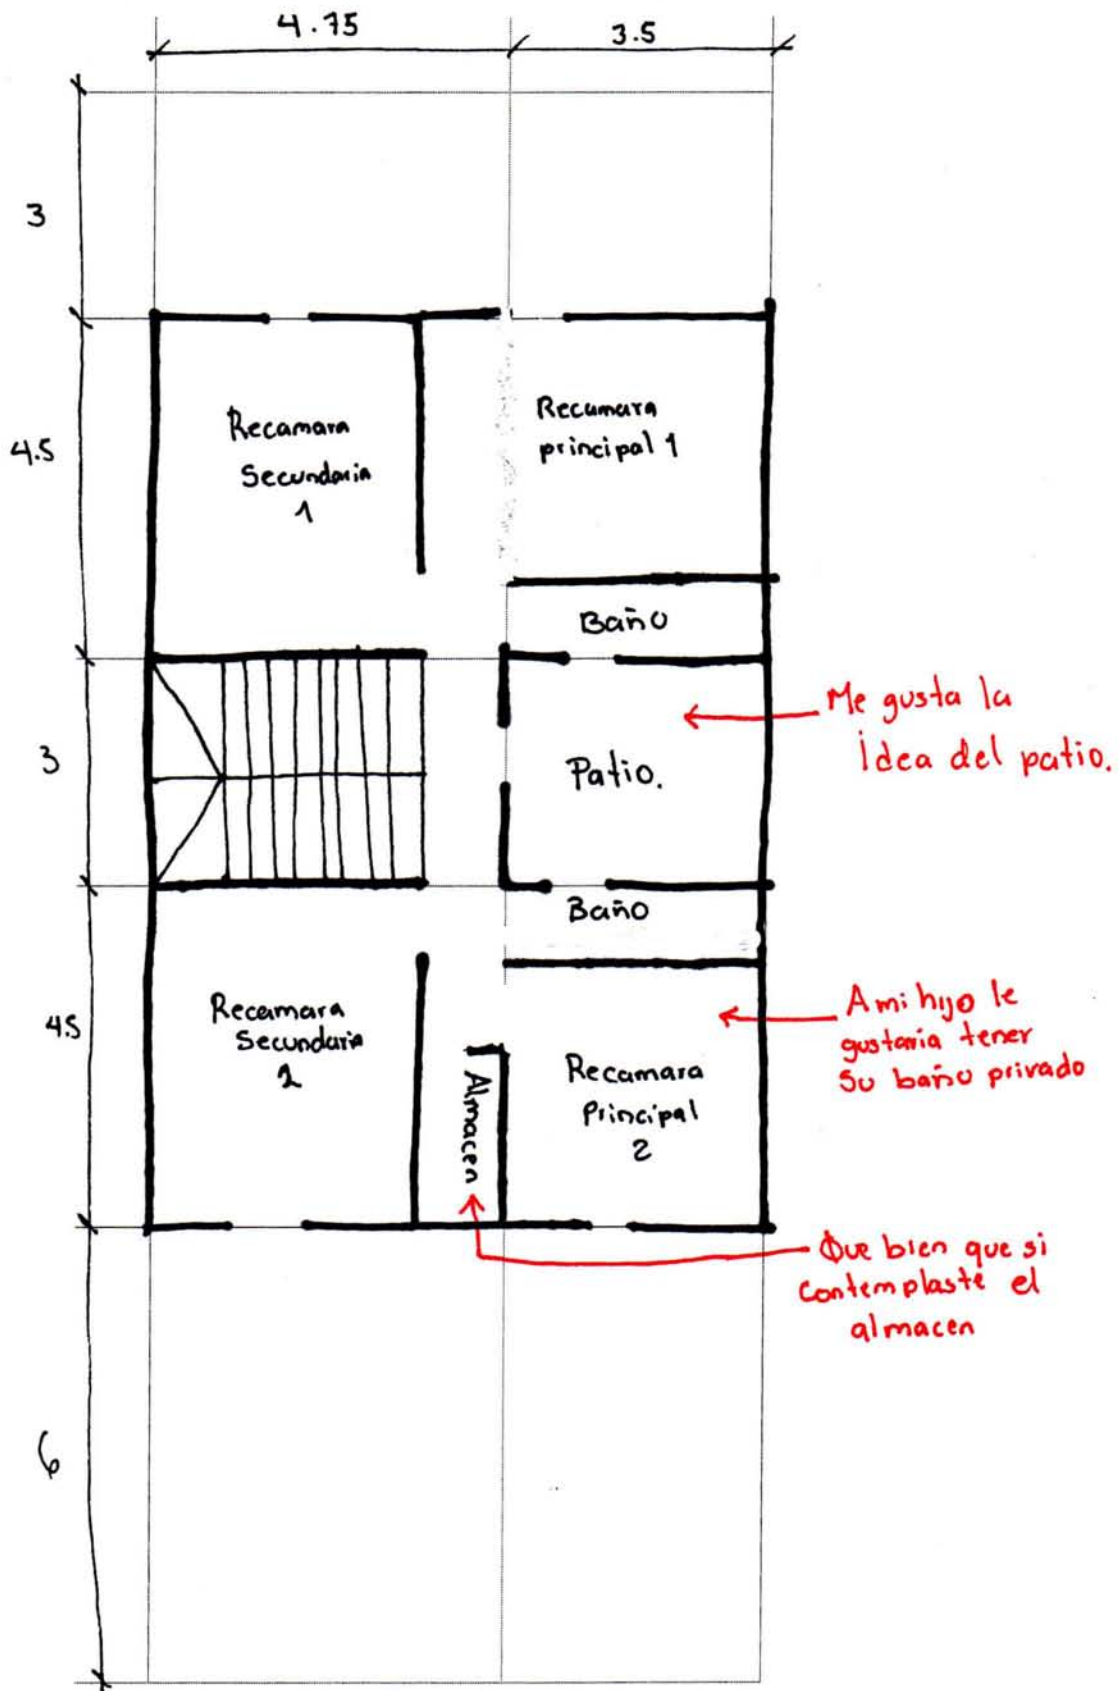 4.75
3.5
3
4.5
3
4.5
6
Recamara
Secundaria
1
Recamara
principal 1
Baño
Patio.
Me gusta la
idea del patio.
Baño
Recamara
Secundaria
2
Almacen
Recamara
Principal
2
A mi hijo le
gustaria tener
su baño privado
Que bien que si
contemplaste el
almacen